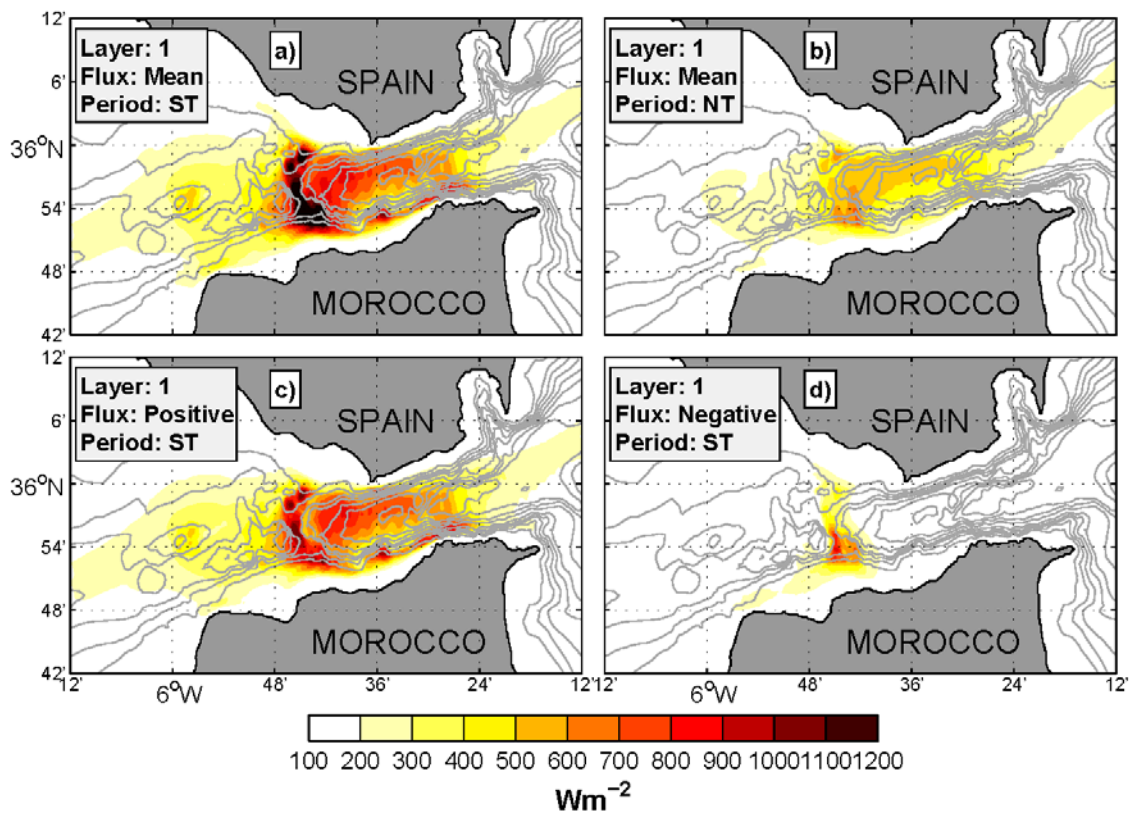 12'
6'
36°N
54'
48'
42'
Layer: 1
Flux: Mean
Period: ST
a)
SPAIN
MOROCCO
Layer: 1
Flux: Mean
Period: NT
b)
SPAIN
MOROCCO
12'
6'
36°N
54'
48'
42'
Layer: 1
Flux: Positive
Period: ST
c)
SPAIN
MOROCCO
Layer: 1
Flux: Negative
Period: ST
d)
SPAIN
MOROCCO
12' 6°W 48' 36' 24' 12'
12' 6°W 48' 36' 24' 12'
100 200 300 400 500 600 700 800 900 1000 1100 1200
Wm⁻²